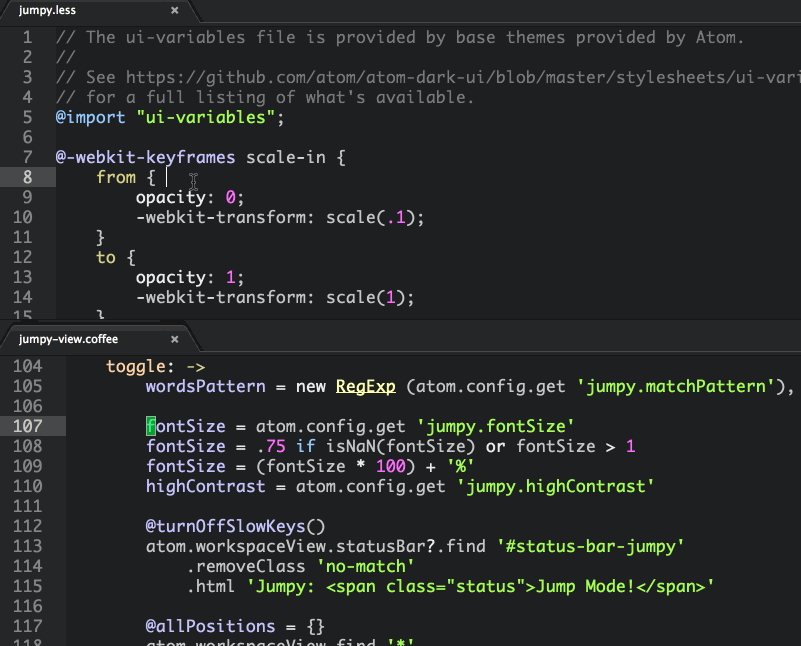 jumpy.less ×
1 // The ui-variables file is provided by base themes provided by Atom.
2 //
3 // See https://github.com/atom/atom-dark-ui/blob/master/stylesheets/ui-vari
4 // for a full listing of what's available.
5 @import "ui-variables";
6
7 @-webkit-keyframes scale-in {
8 from {
9 opacity: 0;
10 -webkit-transform: scale(.1);
11 }
12 to {
13 opacity: 1;
14 -webkit-transform: scale(1);
15 }
jumpy-view.coffee ×
104 toggle: ->
105 wordsPattern = new RegExp (atom.config.get 'jumpy.matchPattern'),
106
107 fontSize = atom.config.get 'jumpy.fontSize'
108 fontSize = .75 if isNaN(fontSize) or fontSize > 1
109 fontSize = (fontSize * 100) + '%'
110 highContrast = atom.config.get 'jumpy.highContrast'
111
112 @turnOffSlowKeys()
113 atom.workspaceView.statusBar?.find '#status-bar-jumpy'
114 .removeClass 'no-match'
115 .html 'Jumpy: <span class="status">Jump Mode!</span>'
116
117 @allPositions = {}
118 atom.workspaceView.find '*'